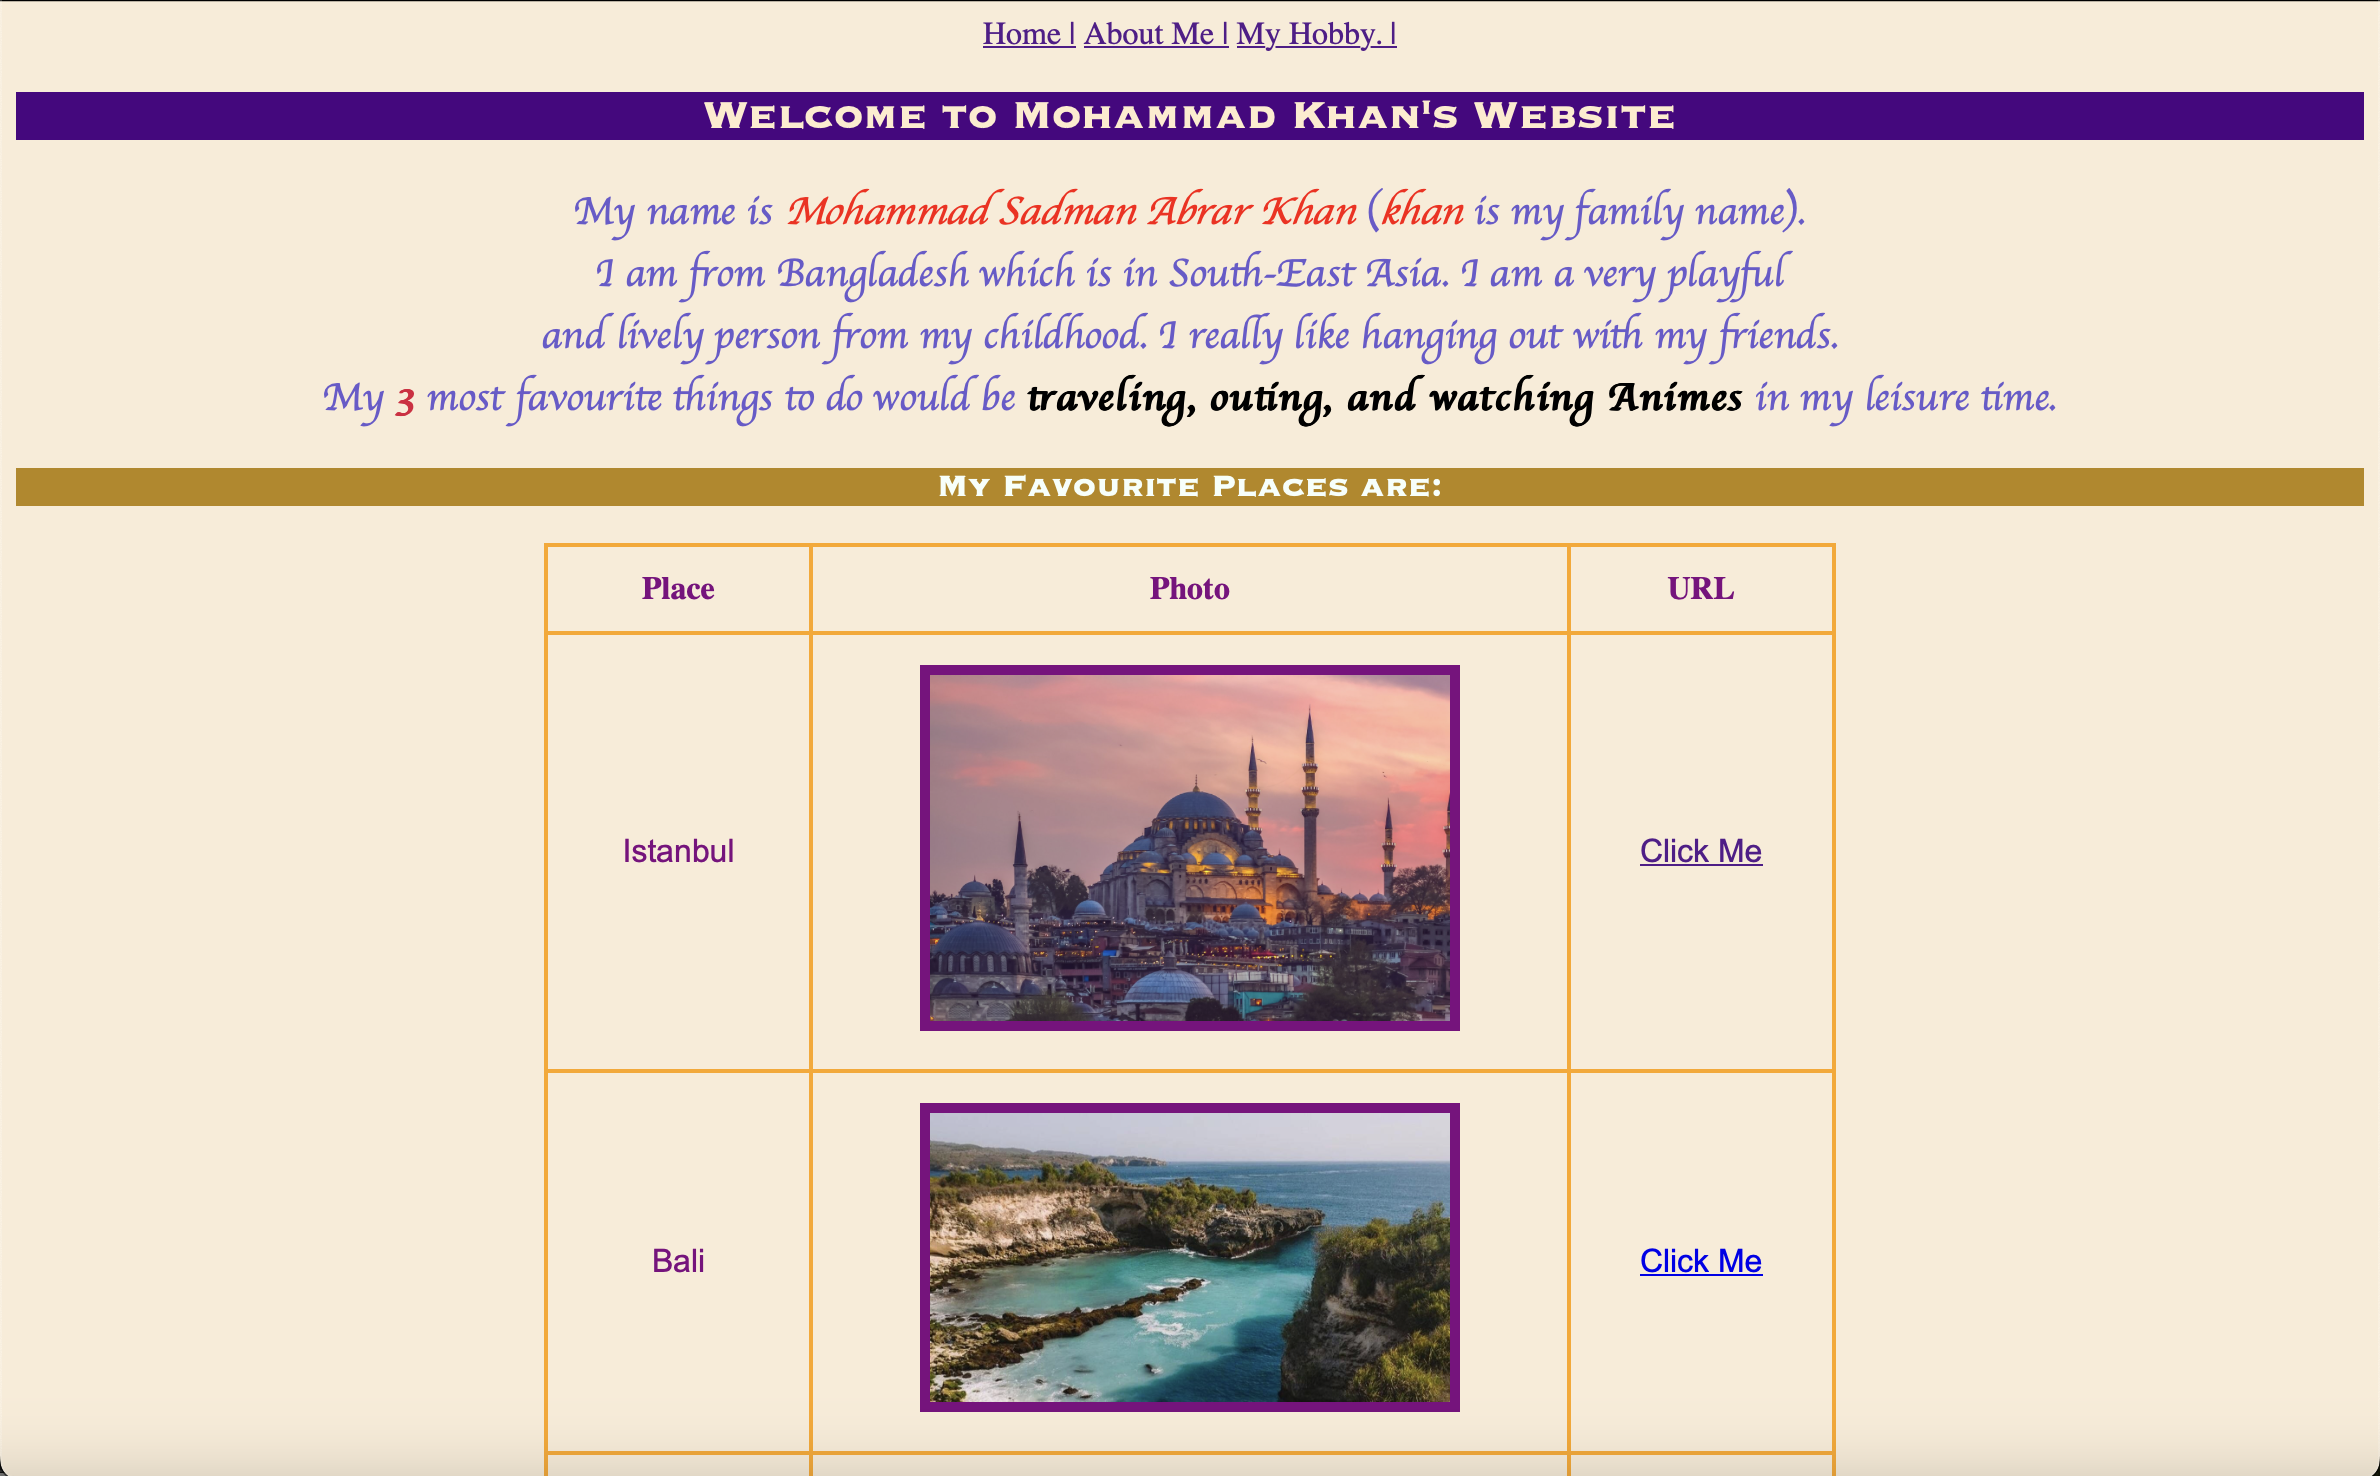 Home | About Me | My Hobby. |
Welcome to Mohammad Khan's Website
My name is Mohammad Sadman Abrar Khan (khan is my family name).
I am from Bangladesh which is in South-East Asia. I am a very playful
and lively person from my childhood. I really like hanging out with my friends.
My 3 most favourite things to do would be traveling, outing, and watching Animes in my leisure time.
My Favourite Places are:
Place Photo URL
Istanbul Click Me
Bali Click Me